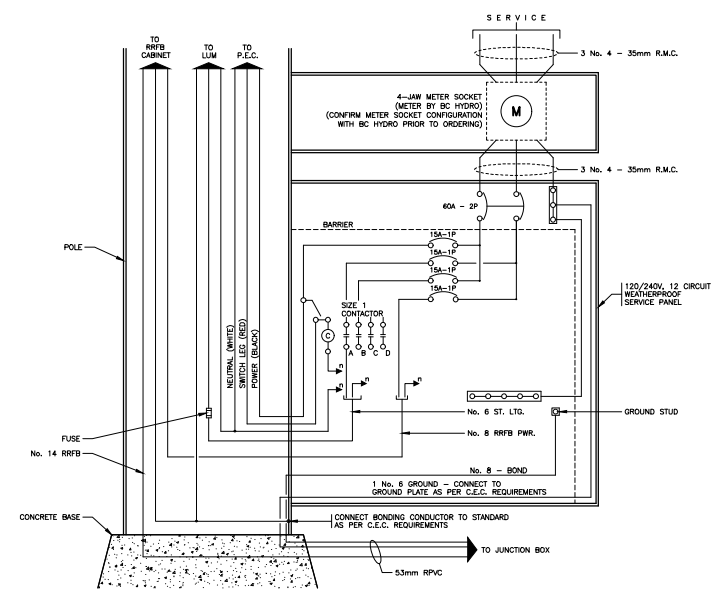 SERVICE
TO
RRFB
CABINET
TO
LUM
TO
P.E.C.
3 No. 4 - 35mm R.M.C.
4-JAW METER SOCKET
(METER BY BC HYDRO)
(CONFIRM METER SOCKET CONFIGURATION
WITH BC HYDRO PRIOR TO ORDERING)
M
3 No. 4 - 35mm R.M.C.
60A - 2P
BARRIER
15A-1P
15A-1P
15A-1P
15A-1P
POLE
120/240V, 12 CIRCUIT
WEATHERPROOF
SERVICE PANEL
SIZE 1
CONTACTOR
C
A B C D
NEUTRAL (WHITE)
SWITCH LEG (RED)
POWER (BLACK)
n
n
n
n
No. 6 ST. LTG.
GROUND STUD
No. 8 RRFB PWR.
FUSE
No. 14 RRFB
No. 8 - BOND
1 No. 6 GROUND - CONNECT TO
GROUND PLATE AS PER C.E.C. REQUIREMENTS
CONCRETE BASE
CONNECT BONDING CONDUCTOR TO STANDARD
AS PER C.E.C. REQUIREMENTS
TO JUNCTION BOX
53mm RPVC